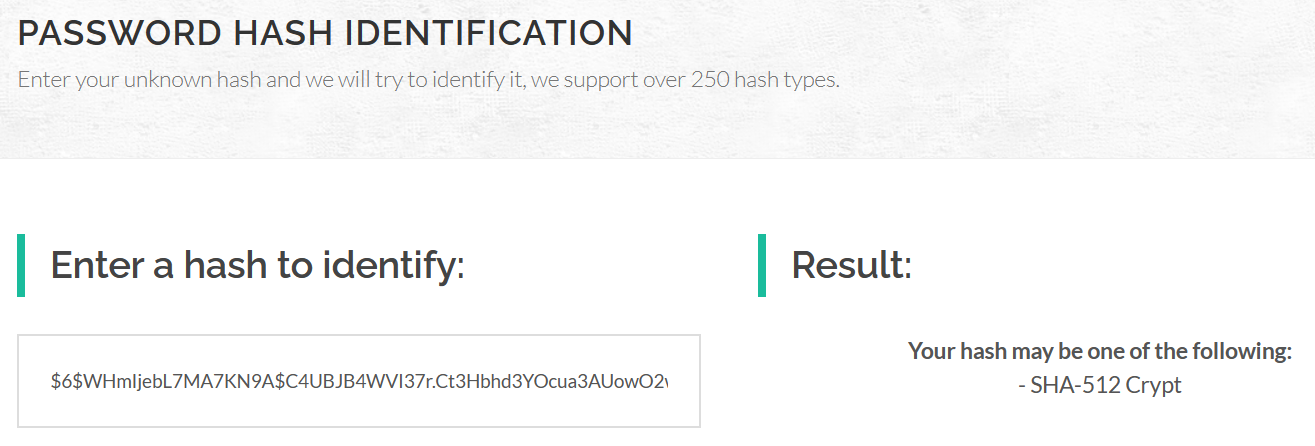 PASSWORD HASH IDENTIFICATION
Enter your unknown hash and we will try to identify it, we support over 250 hash types.
Enter a hash to identify:
Result:
$6$WHmIjebL7MA7KN9A$C4UBJB4WVI37r.Ct3Hbhd3YOcua3AUowO2v
Your hash may be one of the following:
- SHA-512 Crypt